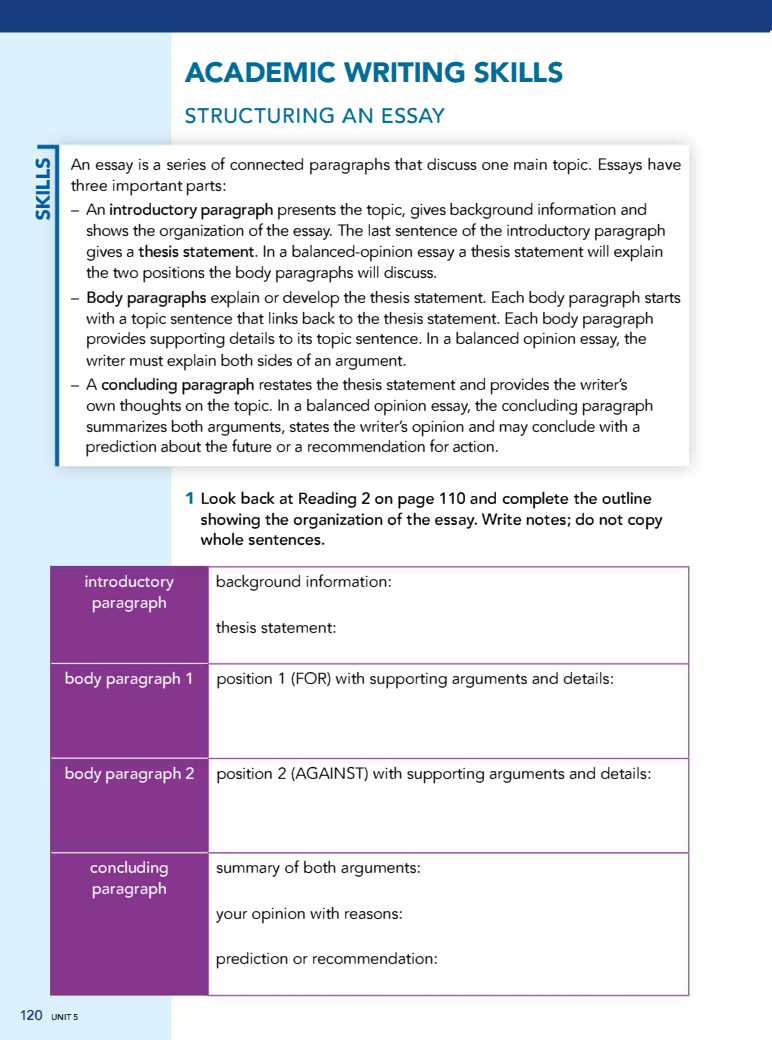 ACADEMIC WRITING SKILLS
STRUCTURING AN ESSAY
SKILLS
An essay is a series of connected paragraphs that discuss one main topic. Essays have
three important parts:
– An introductory paragraph presents the topic, gives background information and
shows the organization of the essay. The last sentence of the introductory paragraph
gives a thesis statement. In a balanced-opinion essay a thesis statement will explain
the two positions the body paragraphs will discuss.
– Body paragraphs explain or develop the thesis statement. Each body paragraph starts
with a topic sentence that links back to the thesis statement. Each body paragraph
provides supporting details to its topic sentence. In a balanced opinion essay, the
writer must explain both sides of an argument.
– A concluding paragraph restates the thesis statement and provides the writer's
own thoughts on the topic. In a balanced opinion essay, the concluding paragraph
summarizes both arguments, states the writer's opinion and may conclude with a
prediction about the future or a recommendation for action.
1 Look back at Reading 2 on page 110 and complete the outline
showing the organization of the essay. Write notes; do not copy
whole sentences.
introductory
paragraph
background information:
thesis statement:
body paragraph 1
position 1 (FOR) with supporting arguments and details:
body paragraph 2
position 2 (AGAINST) with supporting arguments and details:
concluding
paragraph
summary of both arguments:
your opinion with reasons:
prediction or recommendation:
120 UNIT 5